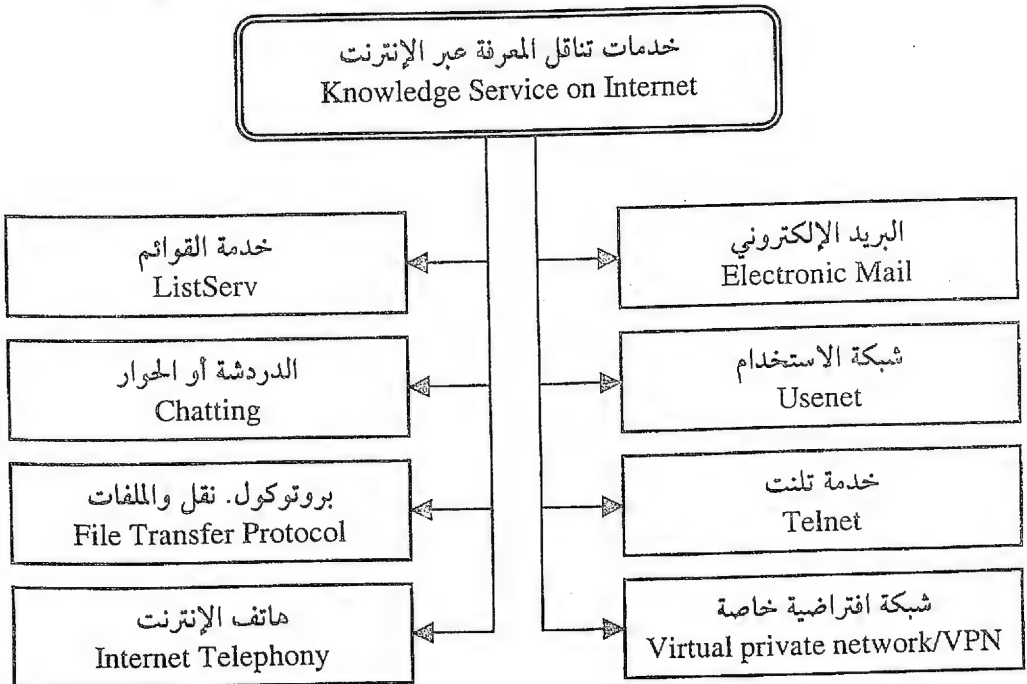 خدمات تناقل المعرفة عبر الإنترنت
Knowledge Service on Internet
البريد الإلكتروني
Electronic Mail
خدمة القوائم
ListServ
شبكة الاستخدام
Usenet
الدردشة أو الحوار
Chatting
خدمة تلنت
Telnet
بروتوكول. نقل والملفات
File Transfer Protocol
شبكة افتراضية خاصة
Virtual private network/VPN
هاتف الإنترنت
Internet Telephony